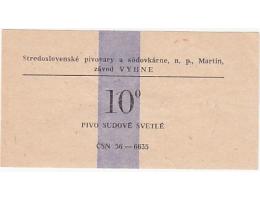 Stredoslovenské pivovary a sódovkárne, n. p., Martin,
závod VYHNE
10°
PIVO SUDOVÉ SVETLÉ
ČSN 56 — 6635